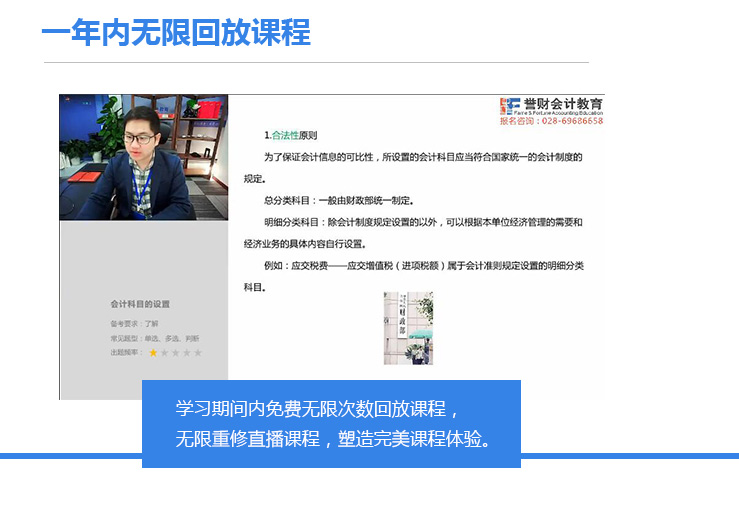 一年内无限回放课程
誉财会计教育
Fame & Fortune Accounting Education
报名咨询：028-69686658
1.合法性原则
为了保证会计信息的可比性，所设置的会计科目应当符合国家统一的会计制度的
规定。
总分类科目：一般由财政部统一制定。
明细分类科目：除会计制度规定设置的以外，可以根据本单位经济管理的需要和
经济业务的具体内容自行设置。
例如：应交税费——应交增值税（进项税额）属于会计准则规定设置的明细分类
科目。
财政部
会计科目的设置
备考要求：了解
常见题型：单选、多选、判断
出题频率：
学习期间内免费无限次数回放课程，
无限重修直播课程，塑造完美课程体验。